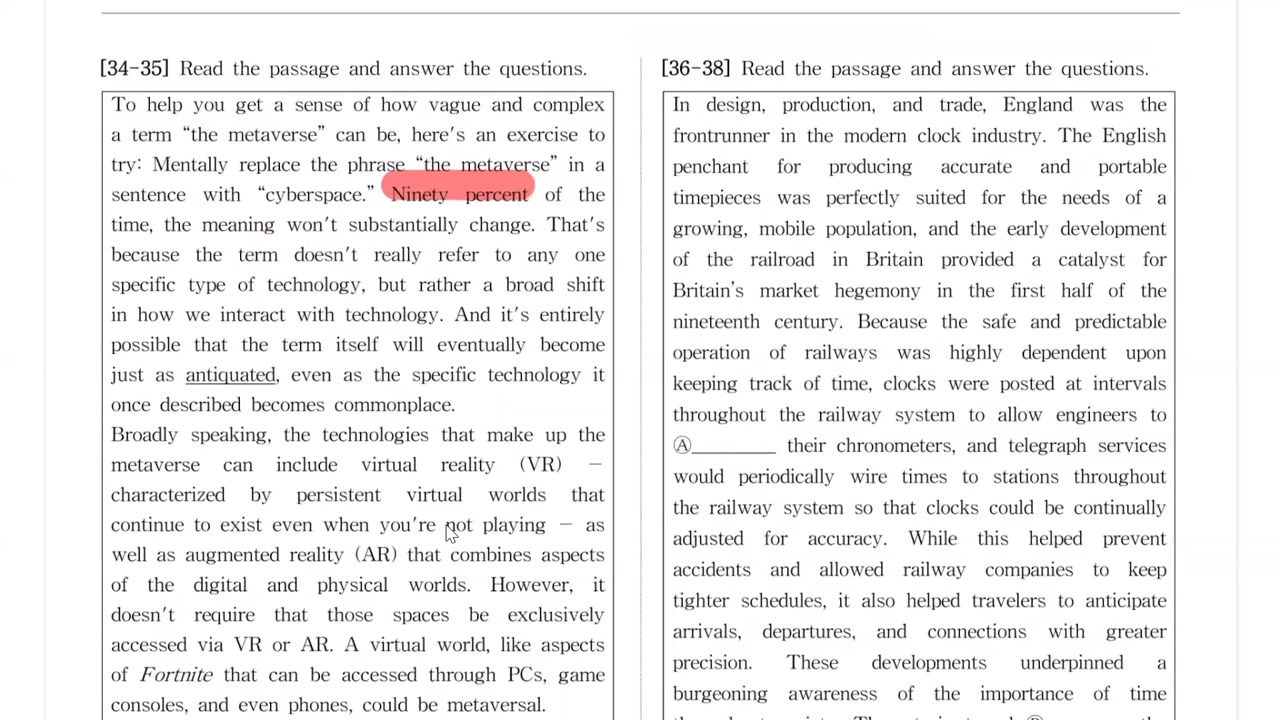 [34-35] Read the passage and answer the questions.
To help you get a sense of how vague and complex
a term “the metaverse” can be, here's an exercise to
try: Mentally replace the phrase “the metaverse” in a
sentence with “cyberspace.” Ninety percent of the
time, the meaning won't substantially change. That's
because the term doesn't really refer to any one
specific type of technology, but rather a broad shift
in how we interact with technology. And it's entirely
possible that the term itself will eventually become
just as antiquated, even as the specific technology it
once described becomes commonplace.
Broadly speaking, the technologies that make up the
metaverse can include virtual reality (VR) —
characterized by persistent virtual worlds that
continue to exist even when you're not playing — as
well as augmented reality (AR) that combines aspects
of the digital and physical worlds. However, it
doesn't require that those spaces be exclusively
accessed via VR or AR. A virtual world, like aspects
of Fortnite that can be accessed through PCs, game
consoles, and even phones, could be metaversal.
[36-38] Read the passage and answer the questions.
In design, production, and trade, England was the
frontrunner in the modern clock industry. The English
penchant for producing accurate and portable
timepieces was perfectly suited for the needs of a
growing, mobile population, and the early development
of the railroad in Britain provided a catalyst for
Britain's market hegemony in the first half of the
nineteenth century. Because the safe and predictable
operation of railways was highly dependent upon
keeping track of time, clocks were posted at intervals
throughout the railway system to allow engineers to
Ⓐ________ their chronometers, and telegraph services
would periodically wire times to stations throughout
the railway system so that clocks could be continually
adjusted for accuracy. While this helped prevent
accidents and allowed railway companies to keep
tighter schedules, it also helped travelers to anticipate
arrivals, departures, and connections with greater
precision. These developments underpinned a
burgeoning awareness of the importance of time